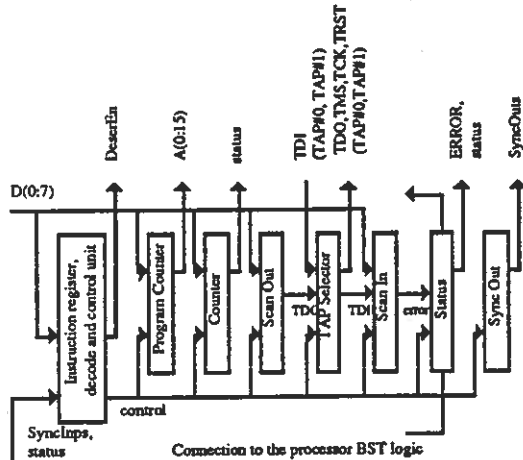 DeserEn
A(0:15)
status
TDI
(TAP#0, TAP#1)
TDO,TMS,TCK,TRST
(TAP#0,TAP#1)
ERROR,
status
SyncOuts
D(0:7)
Instruction register,
decode and control unit
Program Counter
Counter
Scan Out
TDO
TAP Selector
TDI
Scan In
error
Status
Sync Out
control
SyncInps,
status
Connection to the processor BST logic